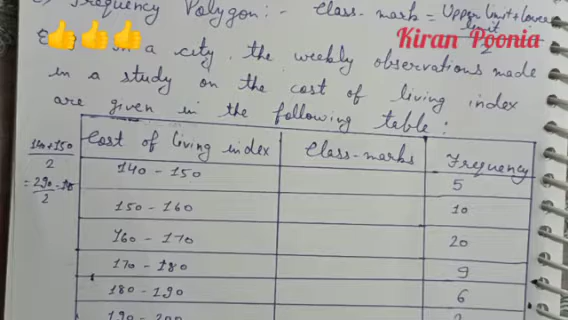 Frequency Polygon:- Class-mark = Upper limit + Lower limit
2
Kiran Poonia
in a city, the weekly observations made
in a study on the cost of living index
are given in the following table:
140+150
2
= 290
2
Cost of living index Class-marks Frequency
140-150 5
150-160 10
160-170 20
170-180 9
180-190 6
190-200